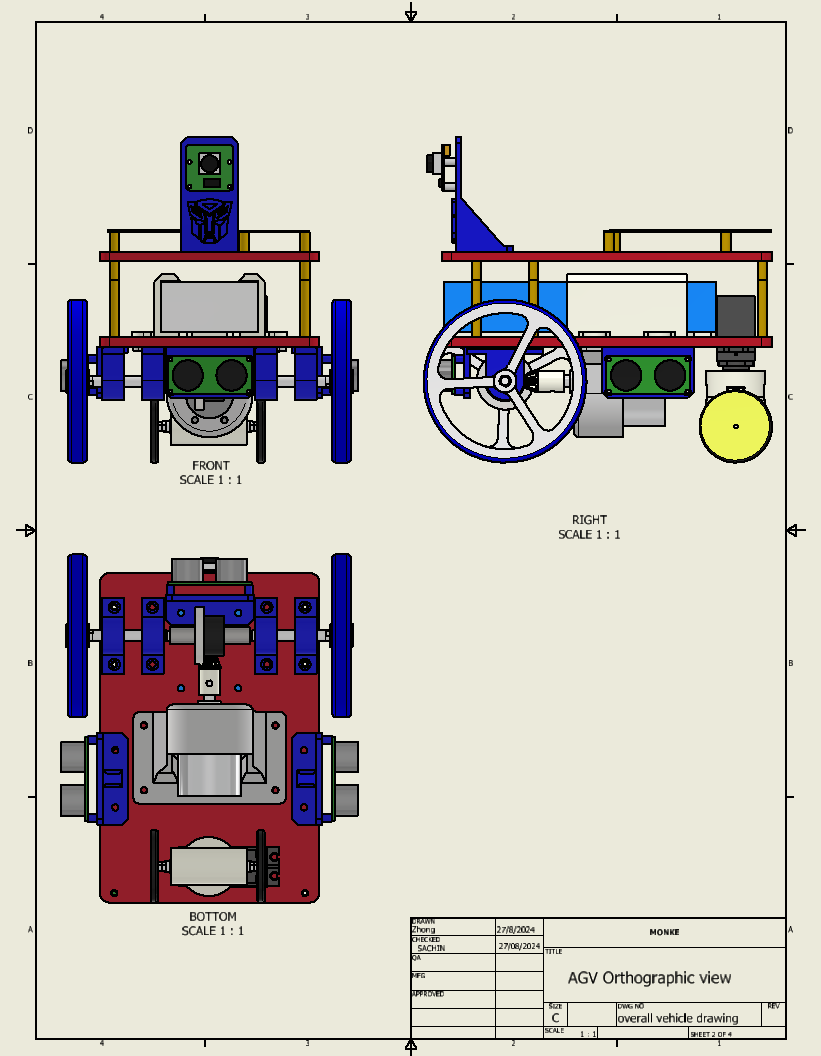 4 3 2 1
D D
C C
FRONT
SCALE 1 : 1
RIGHT
SCALE 1 : 1
B B
BOTTOM
SCALE 1 : 1
A A
DRAWN
Zhong 27/8/2024
CHECKED
SACHIN 27/08/2024
QA
MFG
APPROVED
MONKE
TITLE
AGV Orthographic view
SIZE
C
DWG NO
overall vehicle drawing
REV
SCALE
1 : 1
SHEET 2 OF 4
4 3 2 1